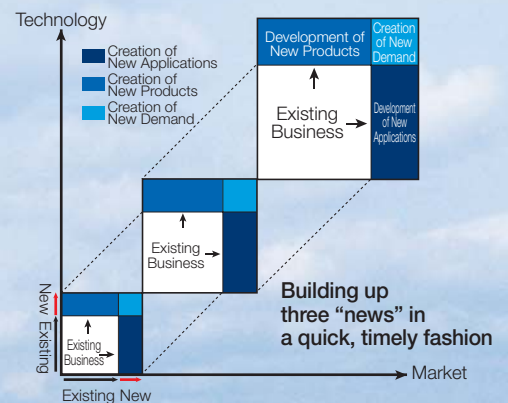 Technology
Creation of
New Applications
Creation of
New Products
Creation of
New Demand
Development of
New Products
Creation
of New
Demand
Existing
Business
Development
of New
Applications
Existing
Business
Existing
Business
New
Existing
Building up
three “news” in
a quick, timely fashion
Market
Existing New